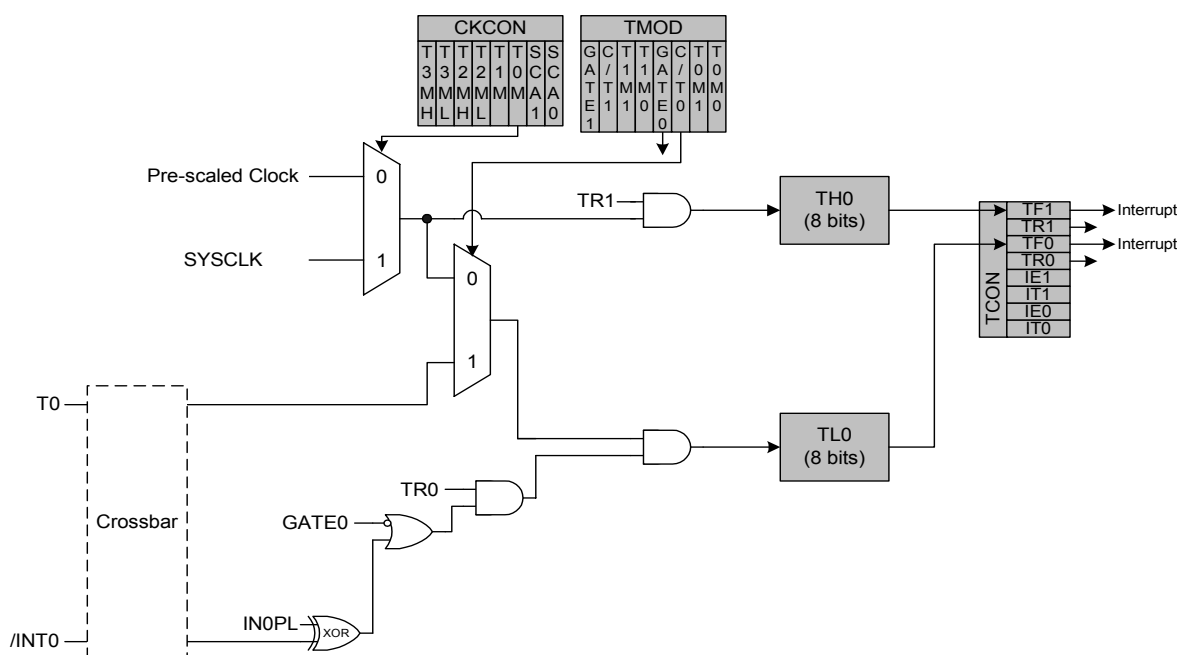 CKCON
TMOD
T3MH
T3ML
T2MH
T2ML
T1M
T0M
SCA1
SCA0
GATE1
C/T1
T1M1
T1M0
GATE0
C/T0
T0M1
T0M0
Pre-scaled Clock
0
SYSCLK
1
TR1
TH0
(8 bits)
TF1
Interrupt
TR1
TF0
Interrupt
TR0
IE1
IT1
IE0
IT0
TCON
0
1
T0
Crossbar
TL0
(8 bits)
TR0
GATE0
IN0PL
XOR
/INT0